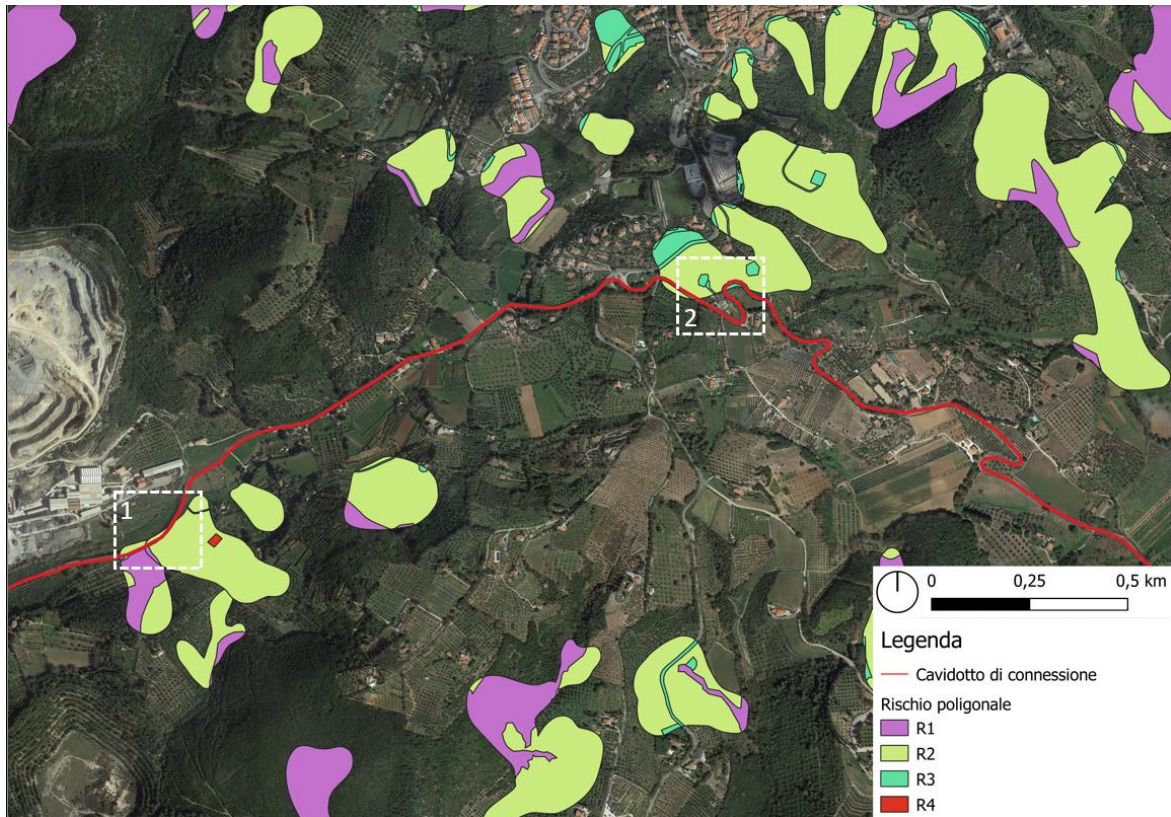 2
1
0 0,25 0,5 km
Legenda
Cavidotto di connessione
Rischio poligonale
R1
R2
R3
R4